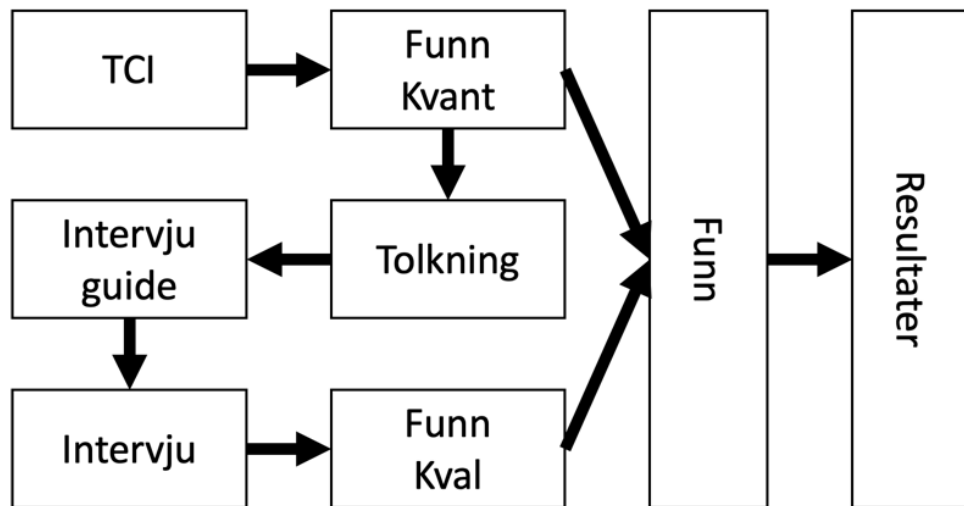 TCI
Funn
Kvant
Intervju
guide
Tolkning
Intervju
Funn
Kval
Funn
Resultater